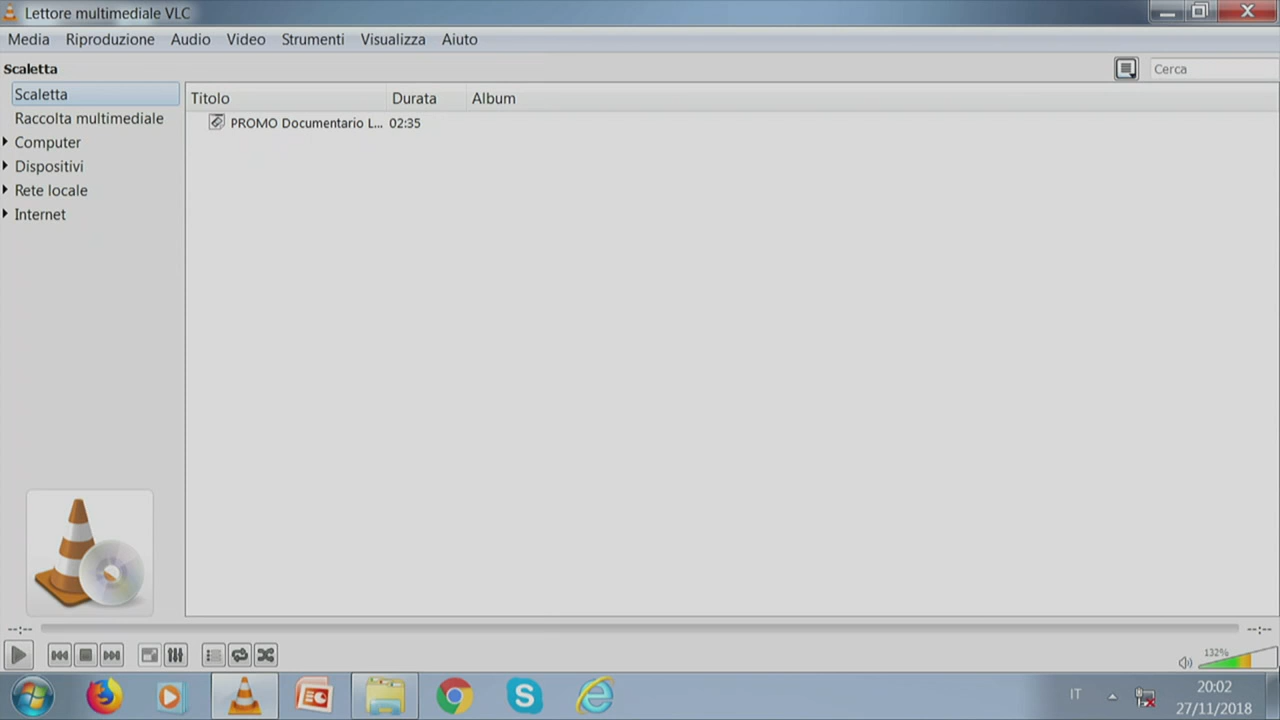 Lettore multimediale VLC
Media Riproduzione Audio Video Strumenti Visualizza Aiuto
Scaletta
Cerca
Scaletta
Raccolta multimediale
Computer
Dispositivi
Rete locale
Internet
Titolo Durata Album
PROMO Documentario L... 02:35
--:-- --:--
132%
IT
20:02
27/11/2018